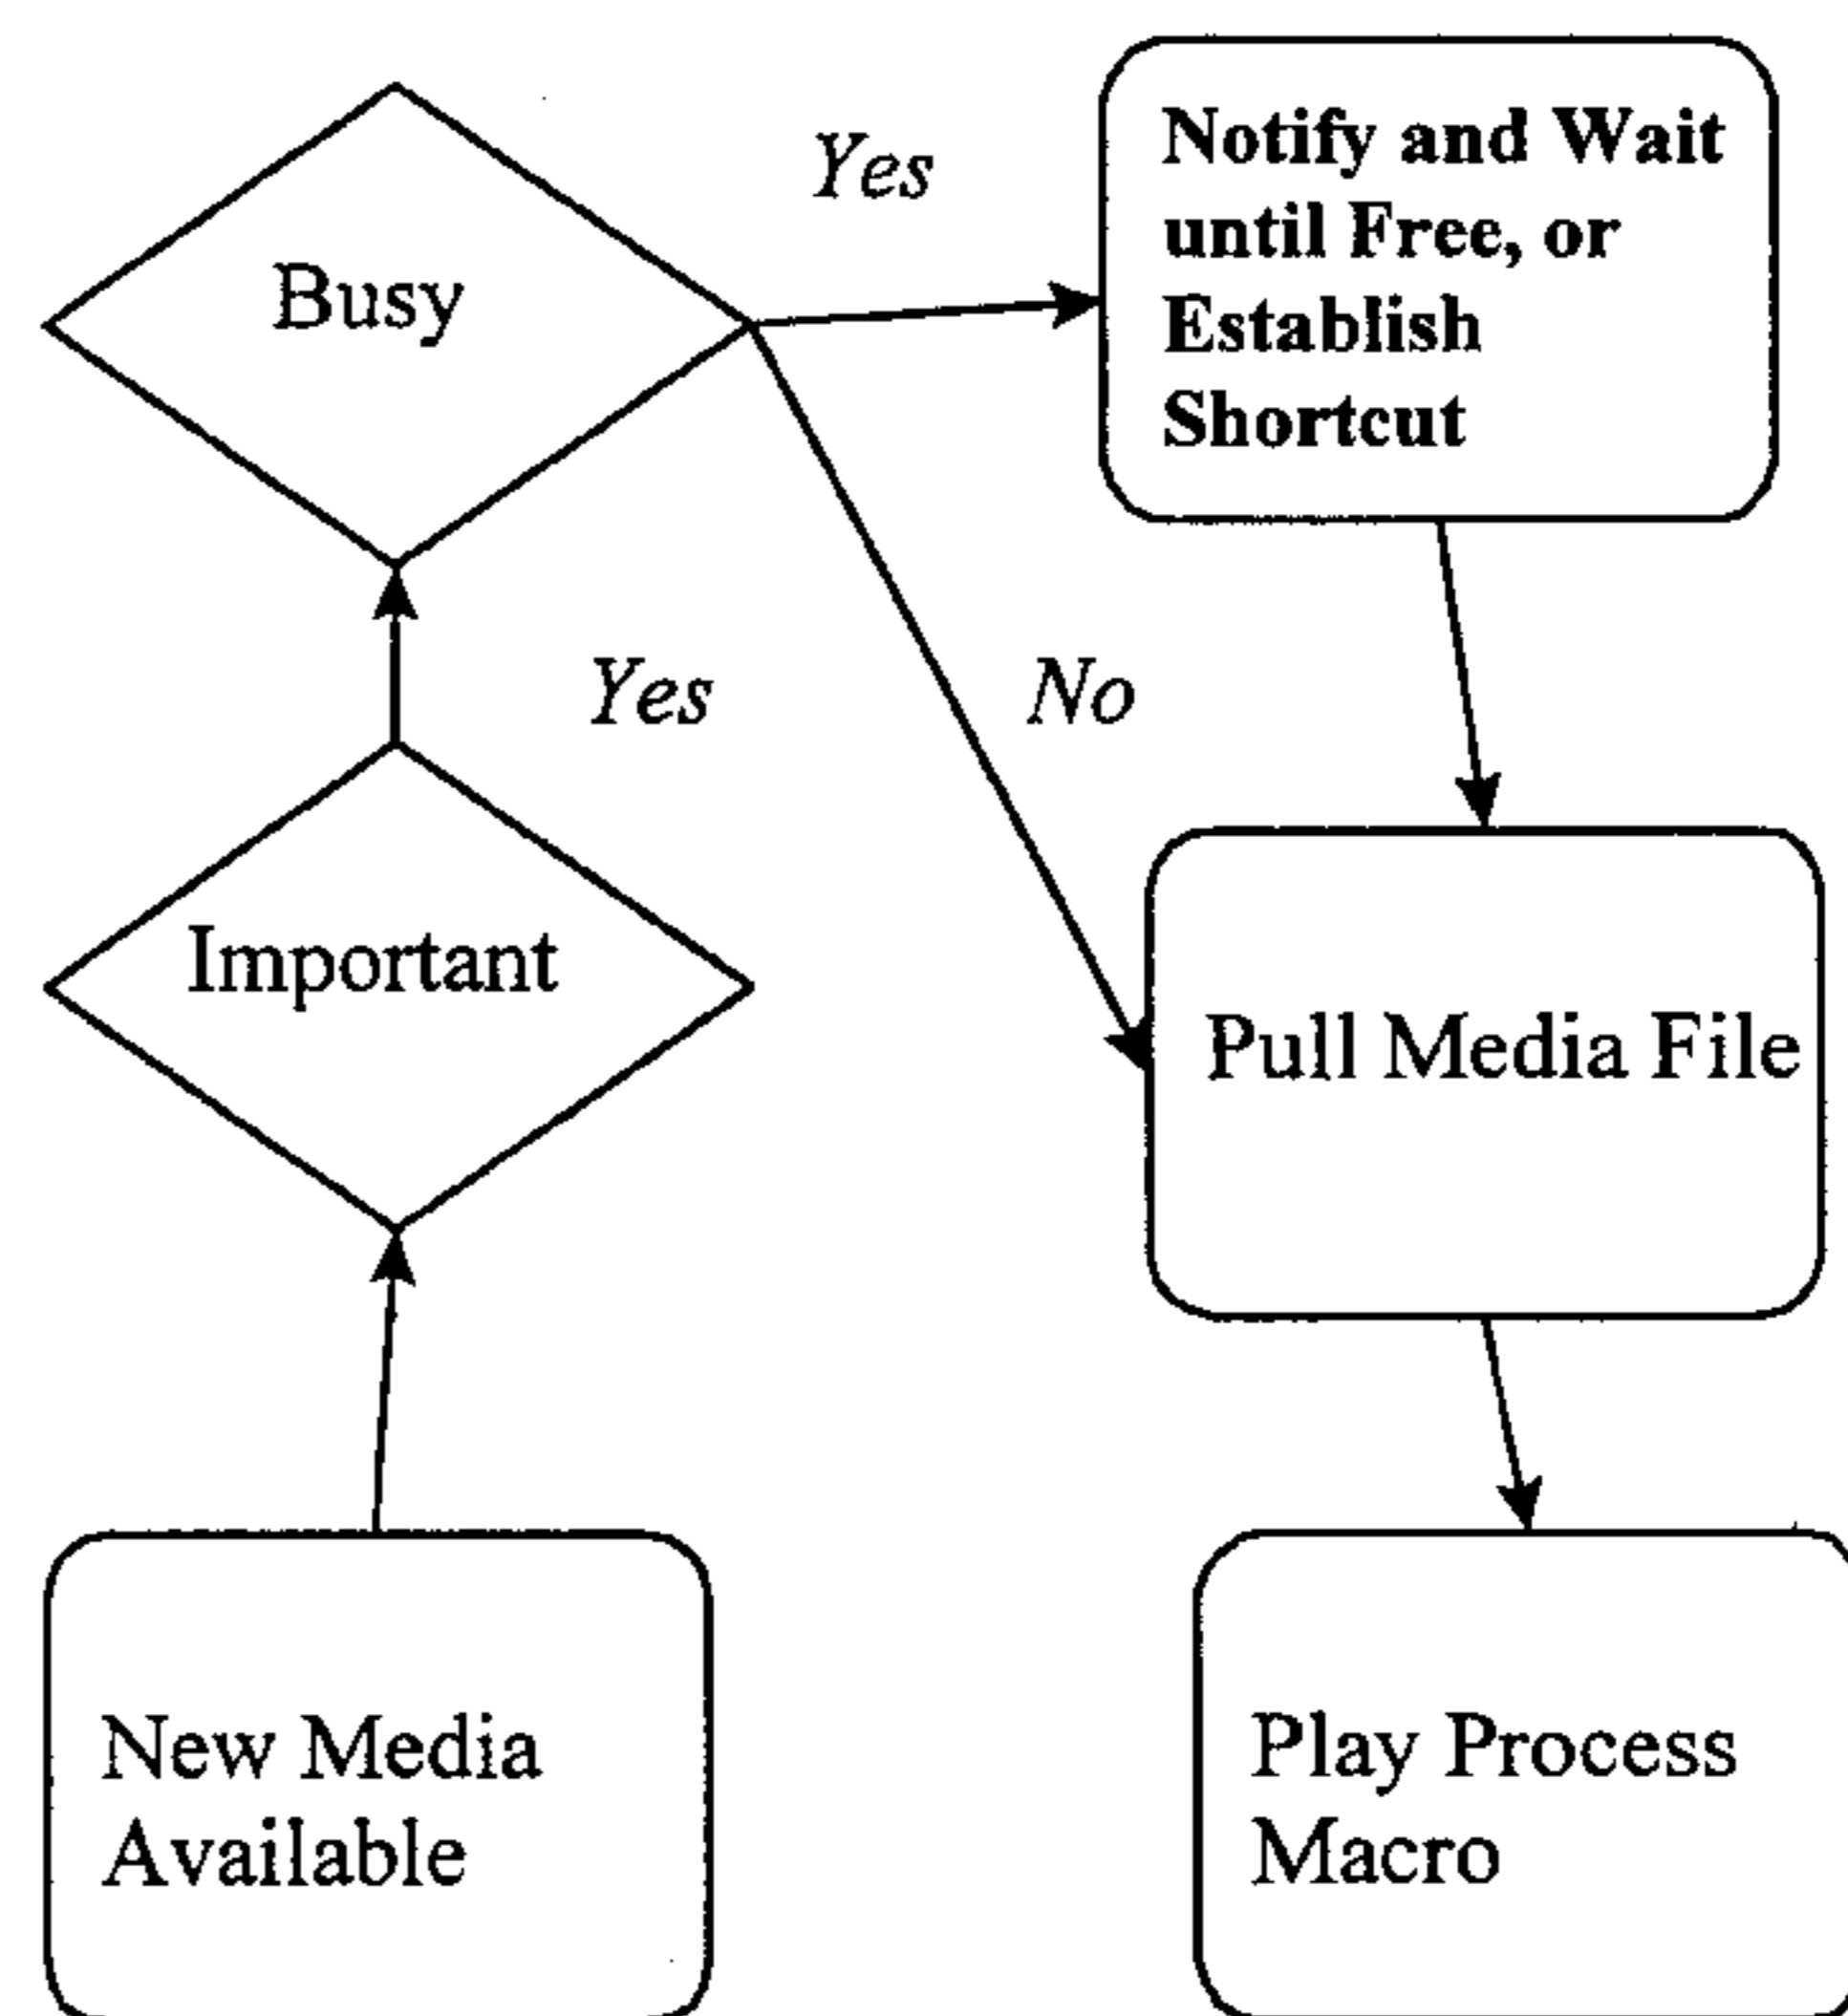 Busy
Yes
Notify and Wait
until Free, or
Establish
Shortcut
Yes
No
Important
Pull Media File
New Media
Available
Play Process
Macro